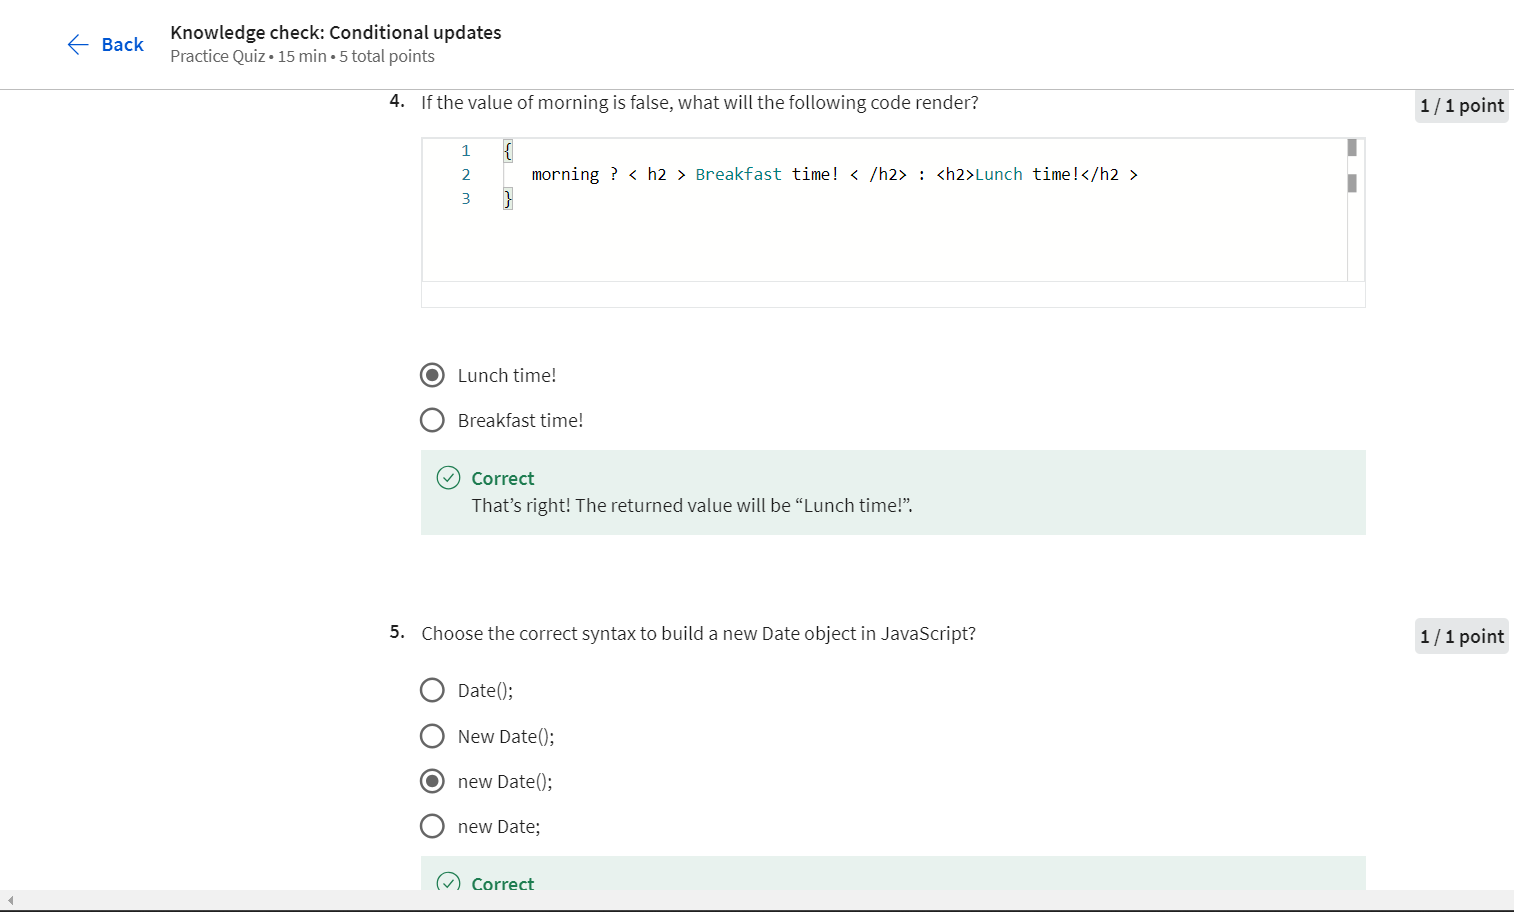 Back
Knowledge check: Conditional updates
Practice Quiz • 15 min • 5 total points
4. If the value of morning is false, what will the following code render?
1 / 1 point
1 {
2 morning ? < h2 > Breakfast time! < /h2> : <h2>Lunch time!</h2 >
3 }
Lunch time!
Breakfast time!
Correct
That’s right! The returned value will be “Lunch time!”.
5. Choose the correct syntax to build a new Date object in JavaScript?
1 / 1 point
Date();
New Date();
new Date();
new Date;
Correct